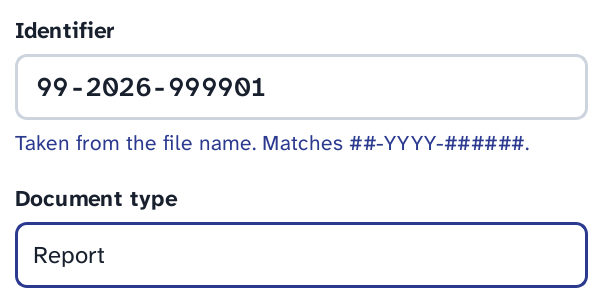 Identifier
99-2026-999901
Taken from the file name. Matches ##-YYYY-######.
Document type
Report